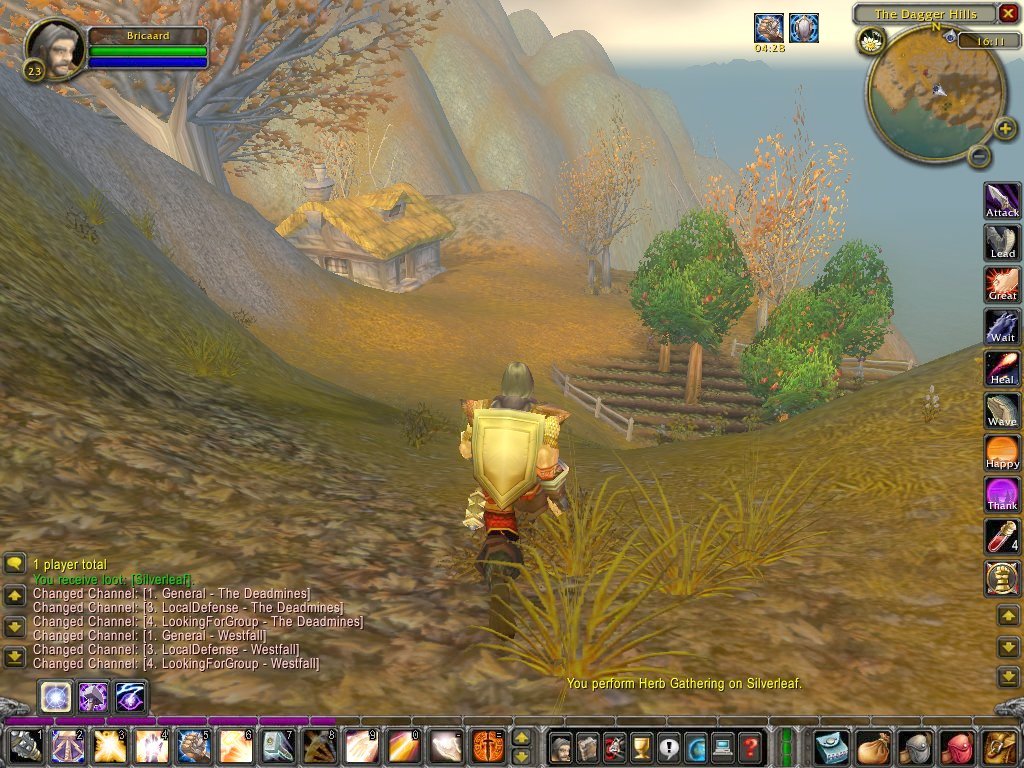 Bricaard
23
04:28
The Dagger Hills
N
16:11
Attack
Lead
Great
Wait
Heal
Wave
Happy
Thank
4
1 player total
You receive loot: [Silverleaf].
Changed Channel: [1. General - The Deadmines]
Changed Channel: [3. LocalDefense - The Deadmines]
Changed Channel: [4. LookingForGroup - The Deadmines]
Changed Channel: [1. General - Westfall]
Changed Channel: [3. LocalDefense - Westfall]
Changed Channel: [4. LookingForGroup - Westfall]
You perform Herb Gathering on Silverleaf.
1 2 3 4 5 6 7 8 9 0 - =